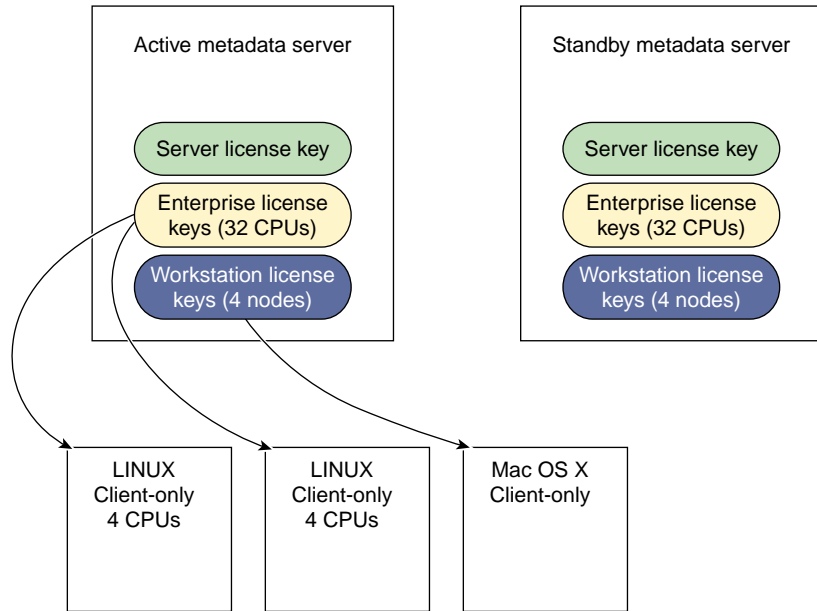 Active metadata server
Server license key
Enterprise license
keys (32 CPUs)
Workstation license
keys (4 nodes)
Standby metadata server
Server license key
Enterprise license
keys (32 CPUs)
Workstation license
keys (4 nodes)
LINUX
Client-only
4 CPUs
LINUX
Client-only
4 CPUs
Mac OS X
Client-only